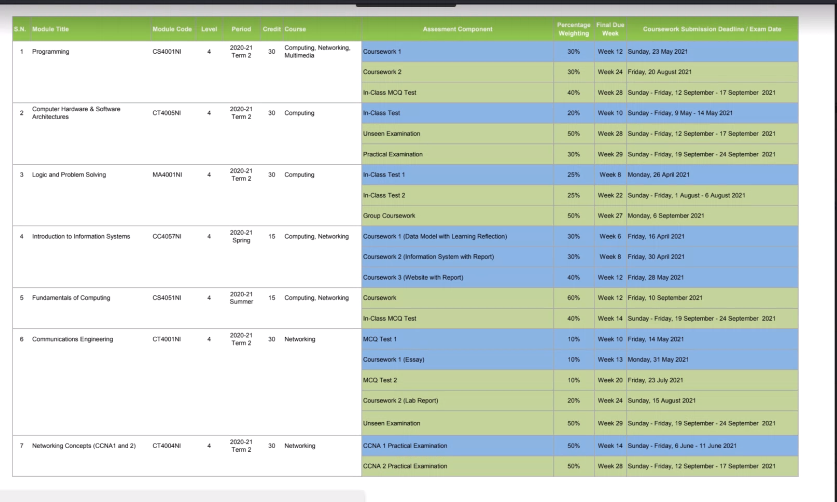 S.N. Module Title Module Code Level Period Credit Course Assesment Component Percentage Weighting Final Due Week Coursework Submission Deadline / Exam Date
1 Programming CS4001NI 4 2020-21 Term 2 30 Computing, Networking, Multimedia Coursework 1 30% Week 12 Sunday, 23 May 2021
Coursework 2 30% Week 24 Friday, 20 August 2021
In-Class MCQ Test 40% Week 28 Sunday - Friday, 12 September - 17 September 2021
2 Computer Hardware & Software Architectures CT4005NI 4 2020-21 Term 2 30 Computing In-Class Test 20% Week 10 Sunday - Friday, 9 May - 14 May 2021
Unseen Examination 50% Week 28 Sunday - Friday, 12 September - 17 September 2021
Practical Examination 30% Week 29 Sunday - Friday, 19 September - 24 September 2021
3 Logic and Problem Solving MA4001NI 4 2020-21 Term 2 30 Computing In-Class Test 1 25% Week 8 Monday, 26 April 2021
In-Class Test 2 25% Week 22 Sunday - Friday, 1 August - 6 August 2021
Group Coursework 50% Week 27 Monday, 6 September 2021
4 Introduction to Information Systems CC4057NI 4 2020-21 Spring 15 Computing, Networking Coursework 1 (Data Model with Learning Reflection) 30% Week 6 Friday, 16 April 2021
Coursework 2 (Information System with Report) 30% Week 8 Friday, 30 April 2021
Coursework 3 (Website with Report) 40% Week 12 Friday, 28 May 2021
5 Fundamentals of Computing CS4051NI 4 2020-21 Summer 15 Computing, Networking Coursework 60% Week 12 Friday, 10 September 2021
In-Class MCQ Test 40% Week 14 Sunday - Friday, 19 September - 24 September 2021
6 Communications Engineering CT4001NI 4 2020-21 Term 2 30 Networking MCQ Test 1 10% Week 10 Friday, 14 May 2021
Coursework 1 (Essay) 10% Week 13 Monday, 31 May 2021
MCQ Test 2 10% Week 20 Friday, 23 July 2021
Coursework 2 (Lab Report) 20% Week 24 Sunday, 15 August 2021
Unseen Examination 50% Week 29 Sunday - Friday, 19 September - 24 September 2021
7 Networking Concepts (CCNA1 and 2) CT4004NI 4 2020-21 Term 2 30 Networking CCNA 1 Practical Examination 50% Week 14 Sunday - Friday, 6 June - 11 June 2021
CCNA 2 Practical Examination 50% Week 28 Sunday - Friday, 12 September - 17 September 2021